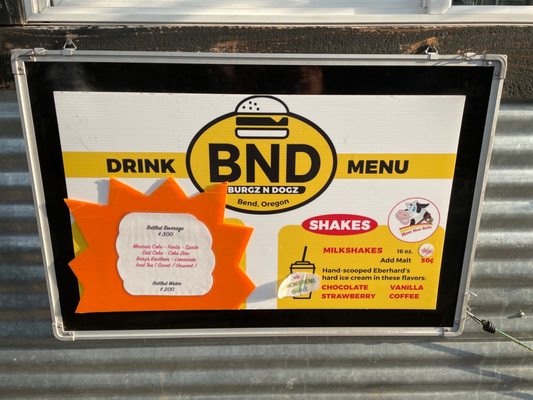 DRINK
BND
MENU
BURGZ N DOGZ
Bend, Oregon
Bottled Beverage
$ 3.00
Mexican Coke - Fanta - Sprite
Diet Coke - Coke Zero
Barq's Rootbeer - Lemonade
Iced Tea ( Sweet / Unsweet )
Bottled Water
$ 2.00
SHAKES
MILKSHAKES 16 oz.
Add Malt 50¢
Hand-scooped Eberhard's
hard ice cream in these flavors:
CHOCOLATE VANILLA
STRAWBERRY COFFEE